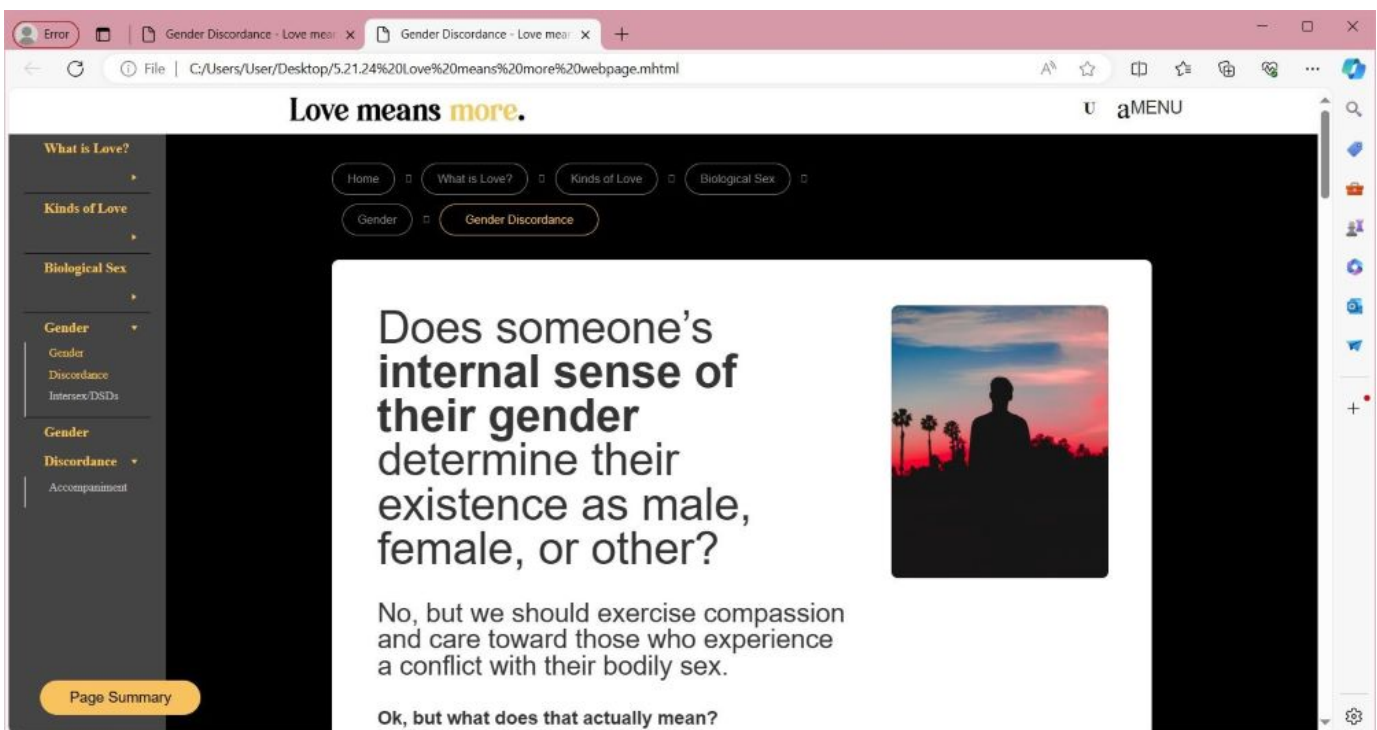 Error
Gender Discordance - Love mear
Gender Discordance - Love mear
File | C:/Users/User/Desktop/5.21.24%20Love%20means%20more%20webpage.mhtml
Love means more.
U aMENU
What is Love?
Kinds of Love
Biological Sex
Gender
Gender
Discordance
Intersex/DSDs
Gender
Discordance
Accompaniment
Page Summary
Home What is Love? Kinds of Love Biological Sex
Gender Gender Discordance
Does someone’s
internal sense of
their gender
determine their
existence as male,
female, or other?
No, but we should exercise compassion
and care toward those who experience
a conflict with their bodily sex.
Ok, but what does that actually mean?